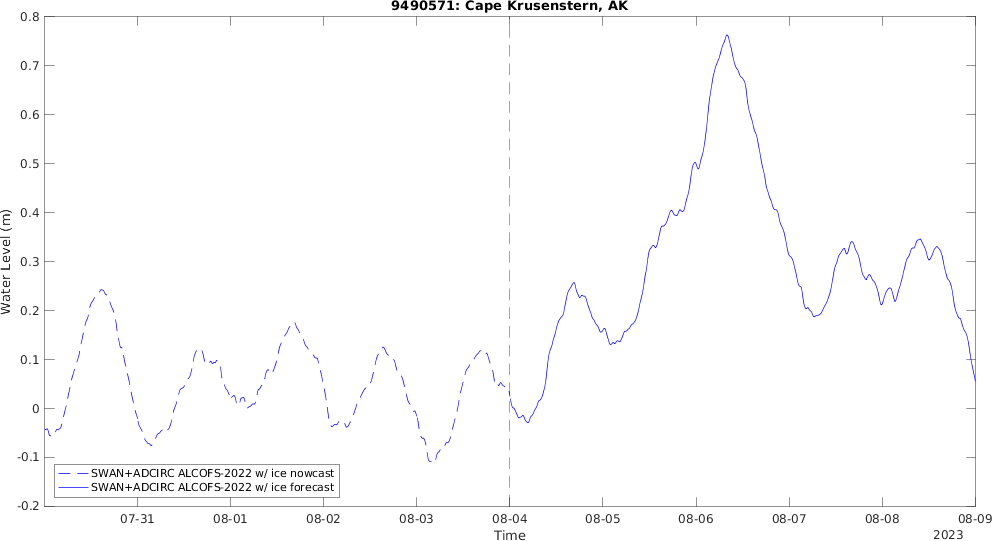 9490571: Cape Krusenstern, AK
0.8
0.7
0.6
0.5
0.4
0.3
0.2
0.1
0
-0.1
-0.2
Water Level (m)
SWAN+ADCIRC ALCOFS-2022 w/ ice nowcast
SWAN+ADCIRC ALCOFS-2022 w/ ice forecast
07-31 08-01 08-02 08-03 08-04 08-05 08-06 08-07 08-08 08-09
Time
2023